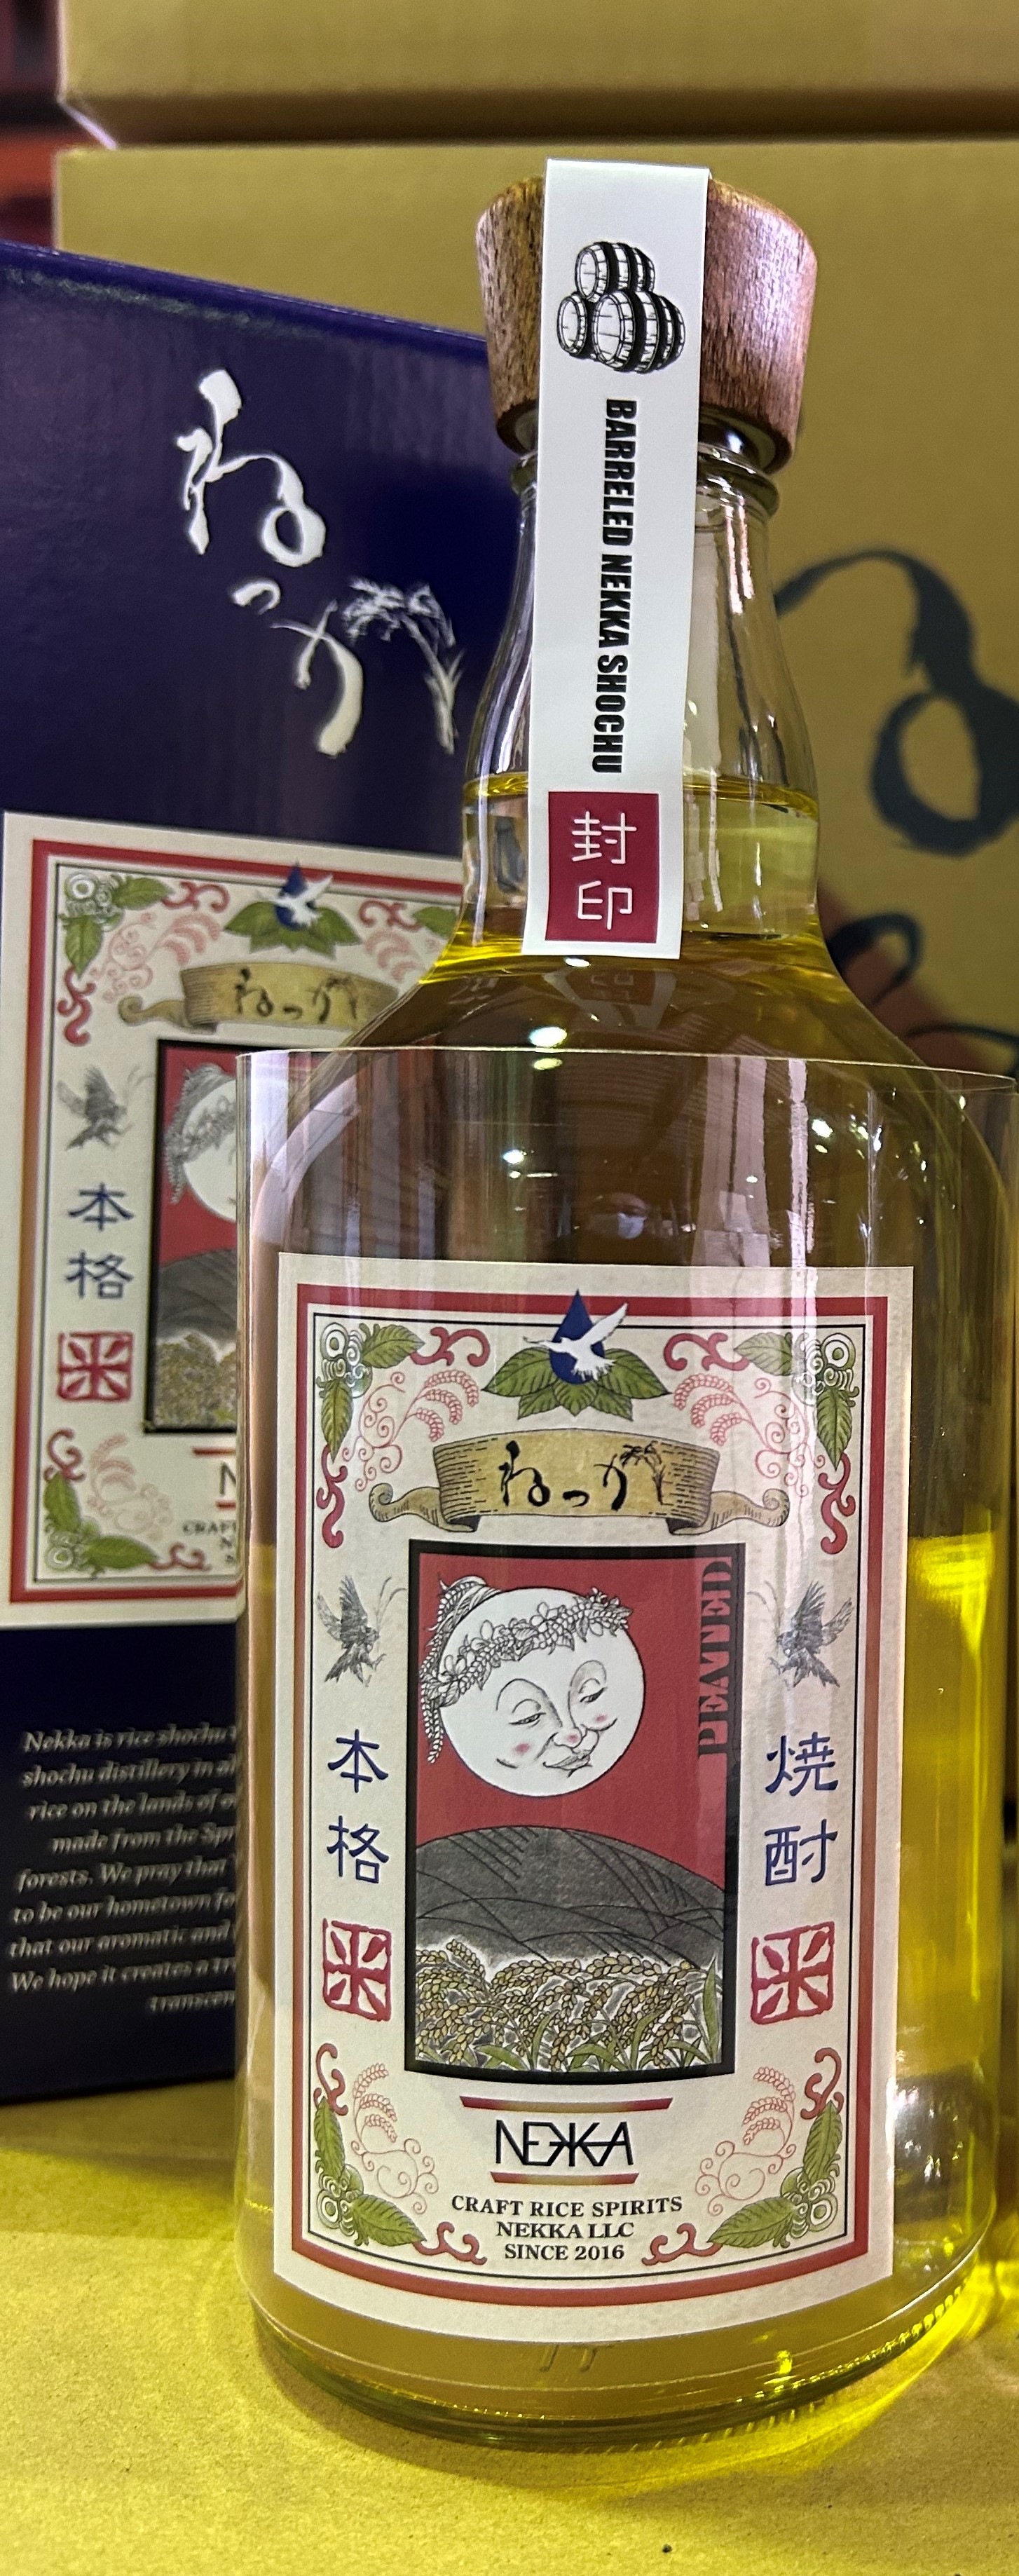 BARRELED NEKKA SHOCHU
封印
ねっか
本格
米
Nekka is rice shochu
shochu distillery in
rice on the lands of
made from the
forests. We pray that
to be our hometown
that our aromatic and
We hope it creates a
ねっか
ねっか
PEATED
本格
米
焼酎
米
NEKKA
CRAFT RICE SPIRITS
NEKKA LLC
SINCE 2016